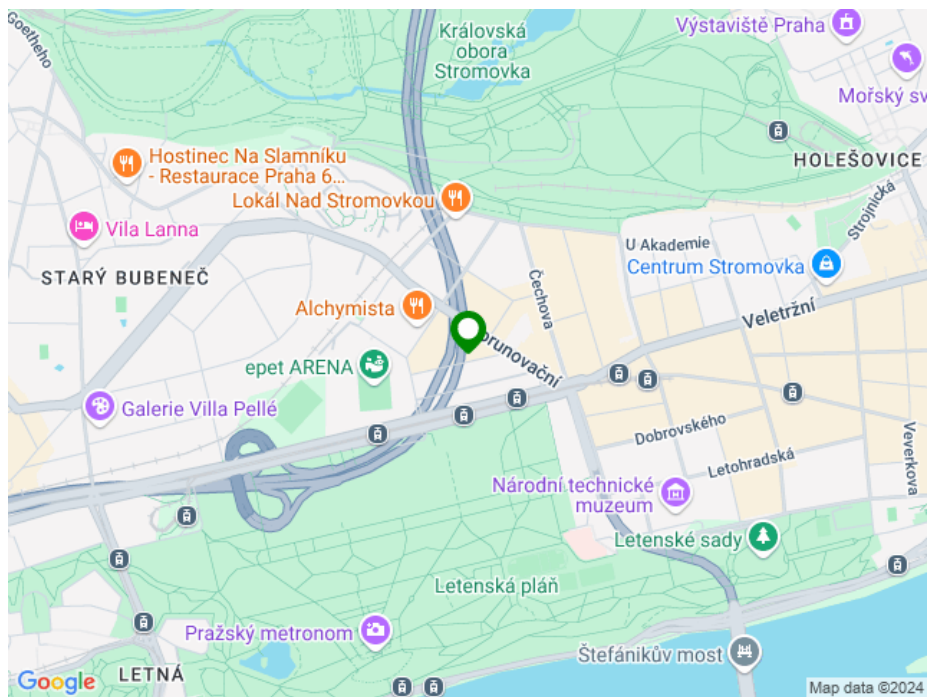 Goetheho
Královská
obora
Stromovka
Výstaviště Praha
Mořský sv
HOLEŠOVICE
Hostinec Na Slamníku
- Restaurace Praha 6...
Lokál Nad Stromovkou
Strojnická
Vila Lanna
U Akademie
Centrum Stromovka
STARÝ BUBENEČ
Čechova
Alchymista
Veletržní
orunovační
epet ARENA
Galerie Villa Pellé
Dobrovského
Veverkova
Letohradská
Národní technické
muzeum
Letenské sady
Letenská pláň
Pražský metronom
Štefánikův most
LETNÁ
Google
Map data ©2024